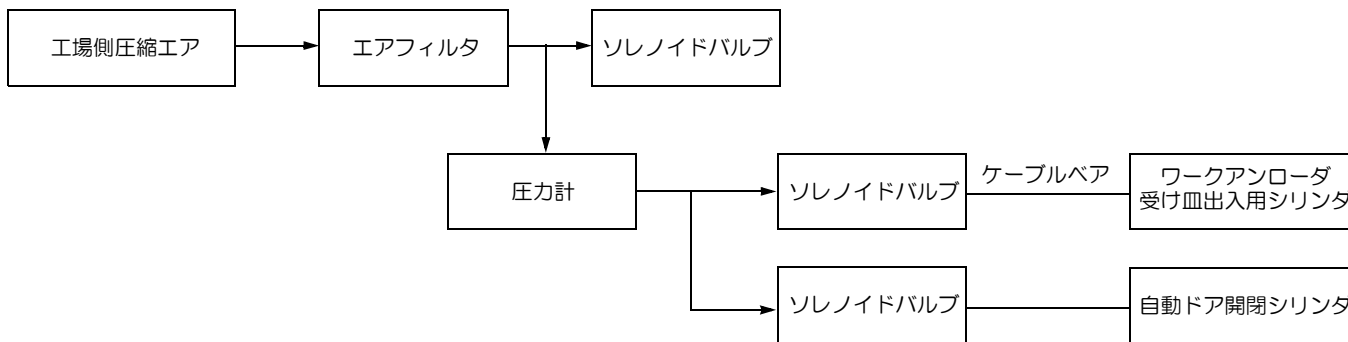 工場側圧縮エア
エアフィルタ
ソレノイドバルブ
圧力計
ソレノイドバルブ
ケーブルベア
ワークアンローダ
受け皿出入用シリンダ
ソレノイドバルブ
自動ドア開閉シリンダ